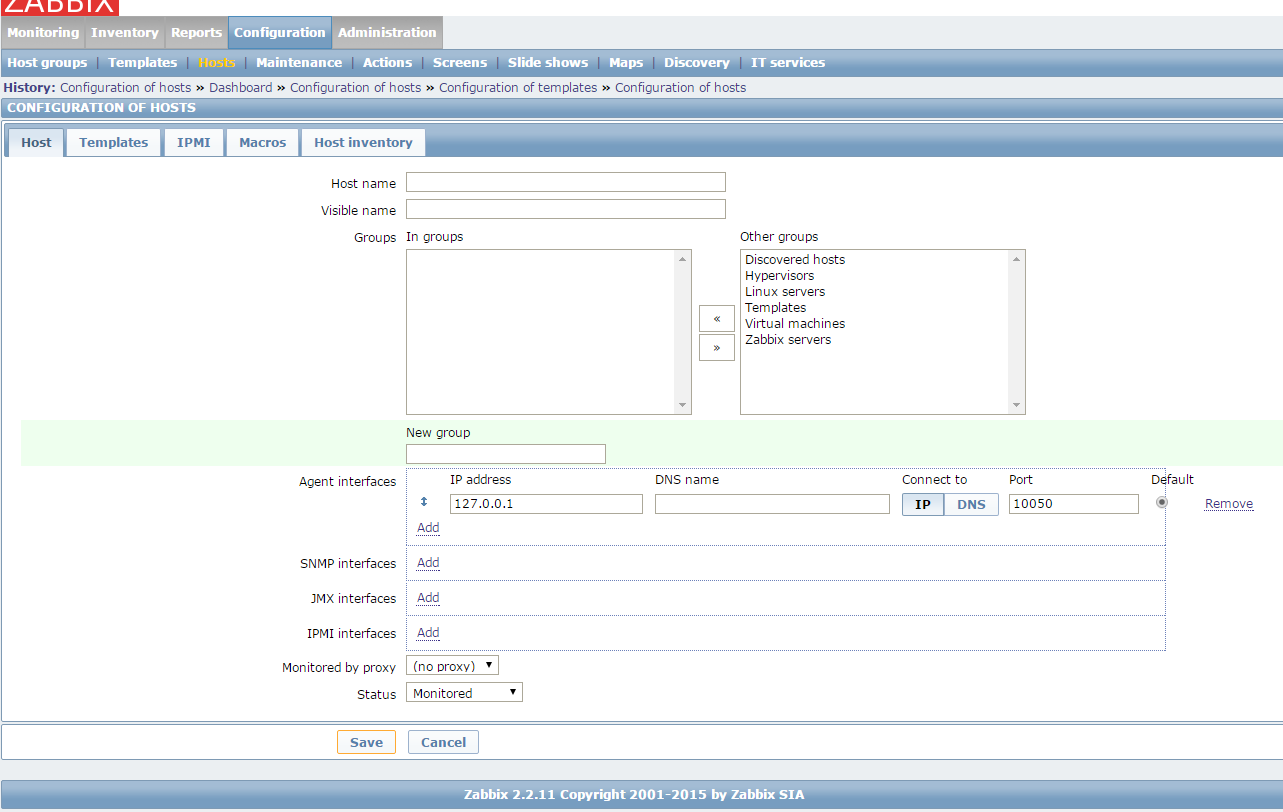 ZABBIX
Monitoring Inventory Reports Configuration Administration
Host groups | Templates | Hosts | Maintenance | Actions | Screens | Slide shows | Maps | Discovery | IT services
History: Configuration of hosts » Dashboard » Configuration of hosts » Configuration of templates » Configuration of hosts
CONFIGURATION OF HOSTS
Host Templates IPMI Macros Host inventory
Host name
Visible name
Groups In groups Other groups
Discovered hosts
Hypervisors
Linux servers
Templates
Virtual machines
Zabbix servers
«
»
New group
Agent interfaces IP address DNS name Connect to Port Default
127.0.0.1 IP DNS 10050 Remove
Add
SNMP interfaces Add
JMX interfaces Add
IPMI interfaces Add
Monitored by proxy (no proxy)
Status Monitored
Save Cancel
Zabbix 2.2.11 Copyright 2001-2015 by Zabbix SIA